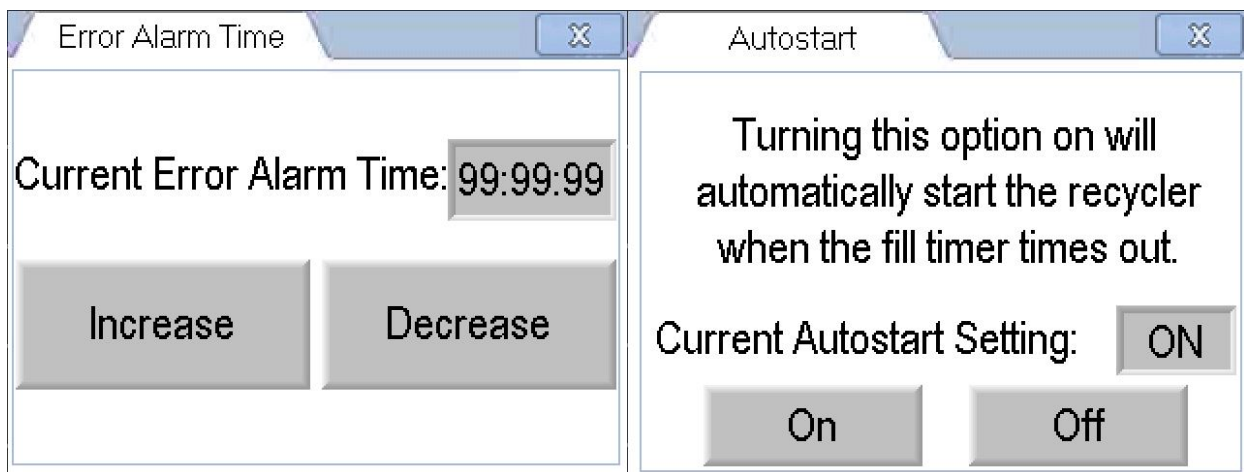 Error Alarm Time
Current Error Alarm Time: 99:99:99
Increase
Decrease
Autostart
Turning this option on will
automatically start the recycler
when the fill timer times out.
Current Autostart Setting: ON
On
Off